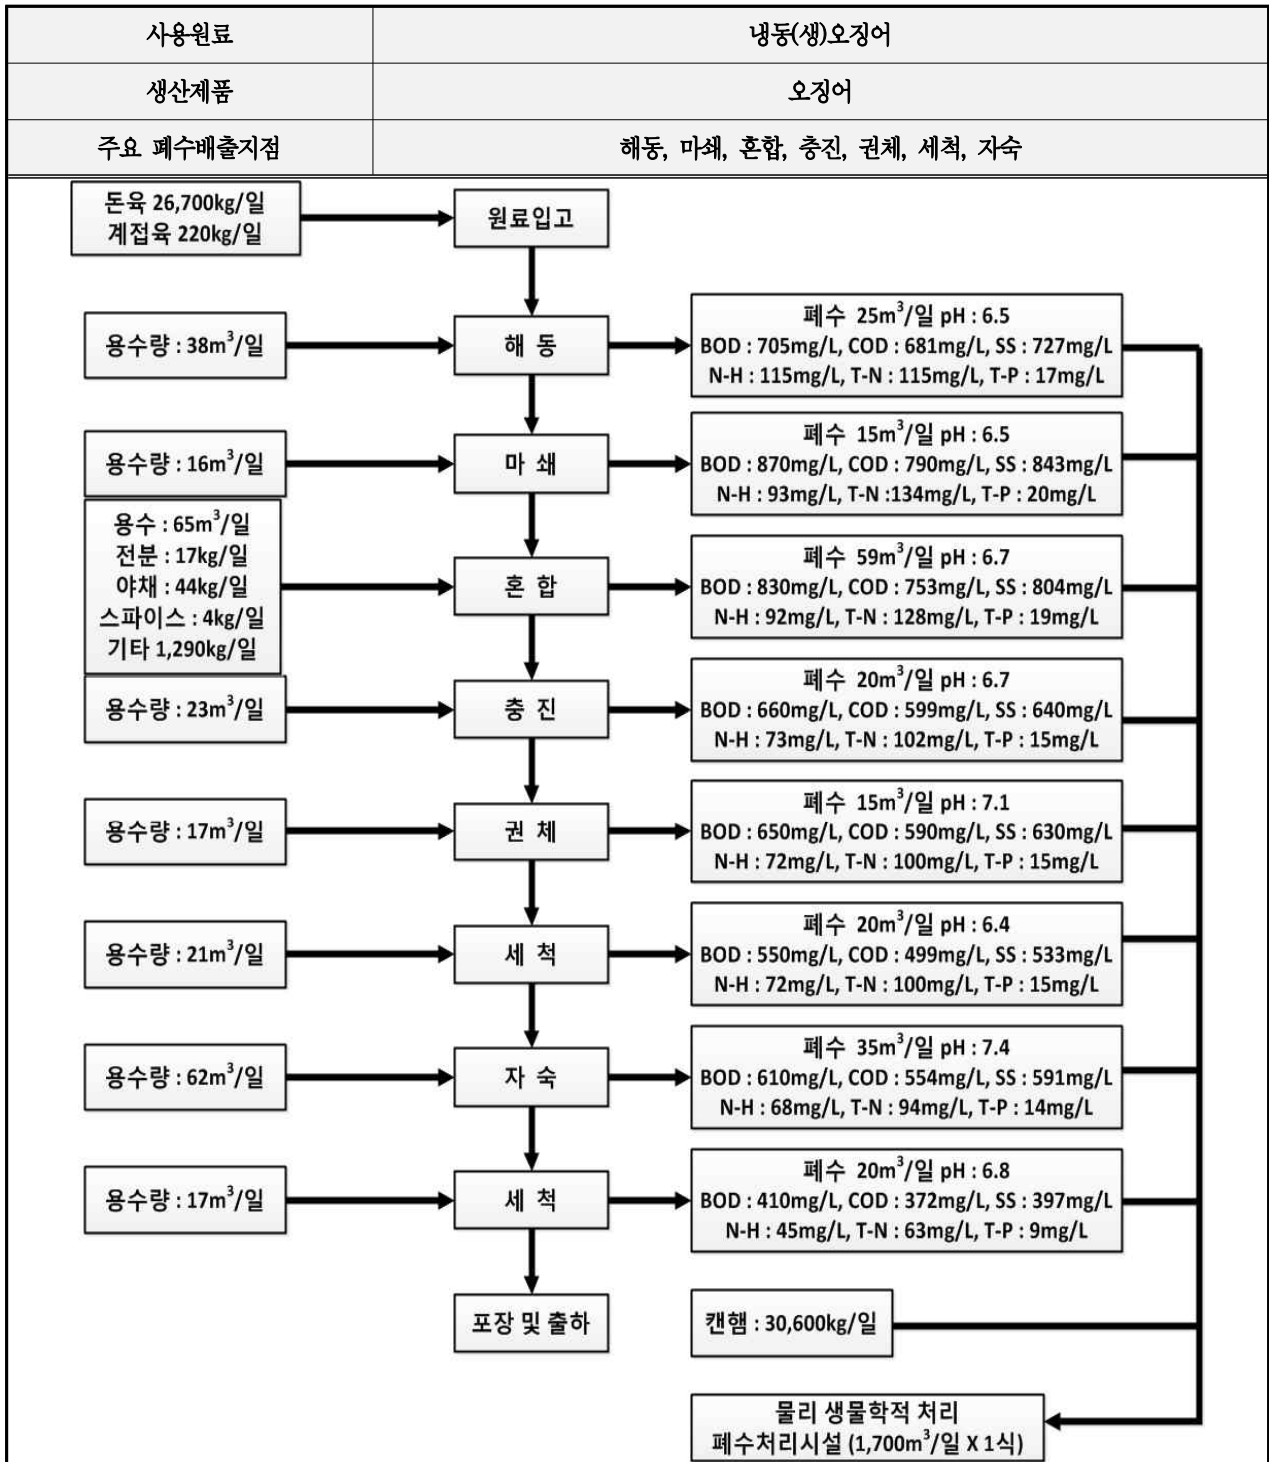 사용원료
냉동(생)오징어
생산제품
오징어
주요 폐수배출지점
해동, 마쇄, 혼합, 충진, 권체, 세척, 자숙
돈육 26,700kg/일
계접육 220kg/일
원료입고
용수량 : 38m³/일
해 동
폐수 25m³/일 pH : 6.5
BOD : 705mg/L, COD : 681mg/L, SS : 727mg/L
N-H : 115mg/L, T-N : 115mg/L, T-P : 17mg/L
용수량 : 16m³/일
마 쇄
폐수 15m³/일 pH : 6.5
BOD : 870mg/L, COD : 790mg/L, SS : 843mg/L
N-H : 93mg/L, T-N :134mg/L, T-P : 20mg/L
용수 : 65m³/일
전분 : 17kg/일
야채 : 44kg/일
스파이스 : 4kg/일
기타 1,290kg/일
혼 합
폐수 59m³/일 pH : 6.7
BOD : 830mg/L, COD : 753mg/L, SS : 804mg/L
N-H : 92mg/L, T-N : 128mg/L, T-P : 19mg/L
용수량 : 23m³/일
충 진
폐수 20m³/일 pH : 6.7
BOD : 660mg/L, COD : 599mg/L, SS : 640mg/L
N-H : 73mg/L, T-N : 102mg/L, T-P : 15mg/L
용수량 : 17m³/일
권 체
폐수 15m³/일 pH : 7.1
BOD : 650mg/L, COD : 590mg/L, SS : 630mg/L
N-H : 72mg/L, T-N : 100mg/L, T-P : 15mg/L
용수량 : 21m³/일
세 척
폐수 20m³/일 pH : 6.4
BOD : 550mg/L, COD : 499mg/L, SS : 533mg/L
N-H : 72mg/L, T-N : 100mg/L, T-P : 15mg/L
용수량 : 62m³/일
자 숙
폐수 35m³/일 pH : 7.4
BOD : 610mg/L, COD : 554mg/L, SS : 591mg/L
N-H : 68mg/L, T-N : 94mg/L, T-P : 14mg/L
용수량 : 17m³/일
세 척
폐수 20m³/일 pH : 6.8
BOD : 410mg/L, COD : 372mg/L, SS : 397mg/L
N-H : 45mg/L, T-N : 63mg/L, T-P : 9mg/L
포장 및 출하
캔햄 : 30,600kg/일
물리 생물학적 처리
폐수처리시설 (1,700m³/일 X 1식)